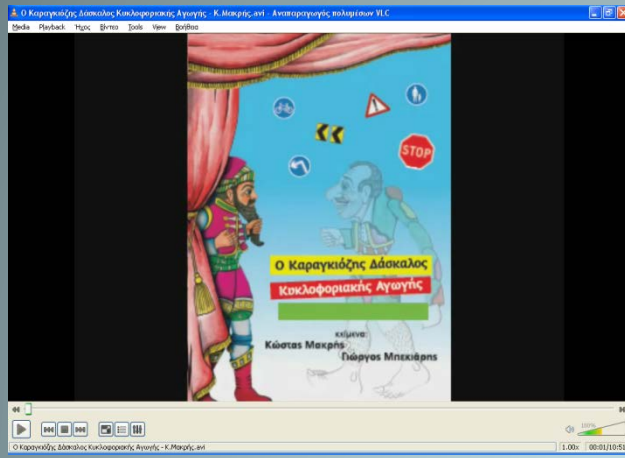 Ο Καραγκιόζης Δάσκαλος Κυκλοφοριακής Αγωγής - Κ.Μακρής.avi - Αναπαραγωγός πολυμέσων VLC
Media Playback Ήχος Βίντεο Tools View Βοήθεια
STOP
Ο Καραγκιόζης Δάσκαλος
Κυκλοφοριακής Αγωγής
κείμενα:
Κώστας Μακρής
Γιώργος Μπεκιάρης
100%
Ο Καραγκιόζης Δάσκαλος Κυκλοφοριακής Αγωγής - Κ.Μακρής.avi 1.00x 00:01/10:51